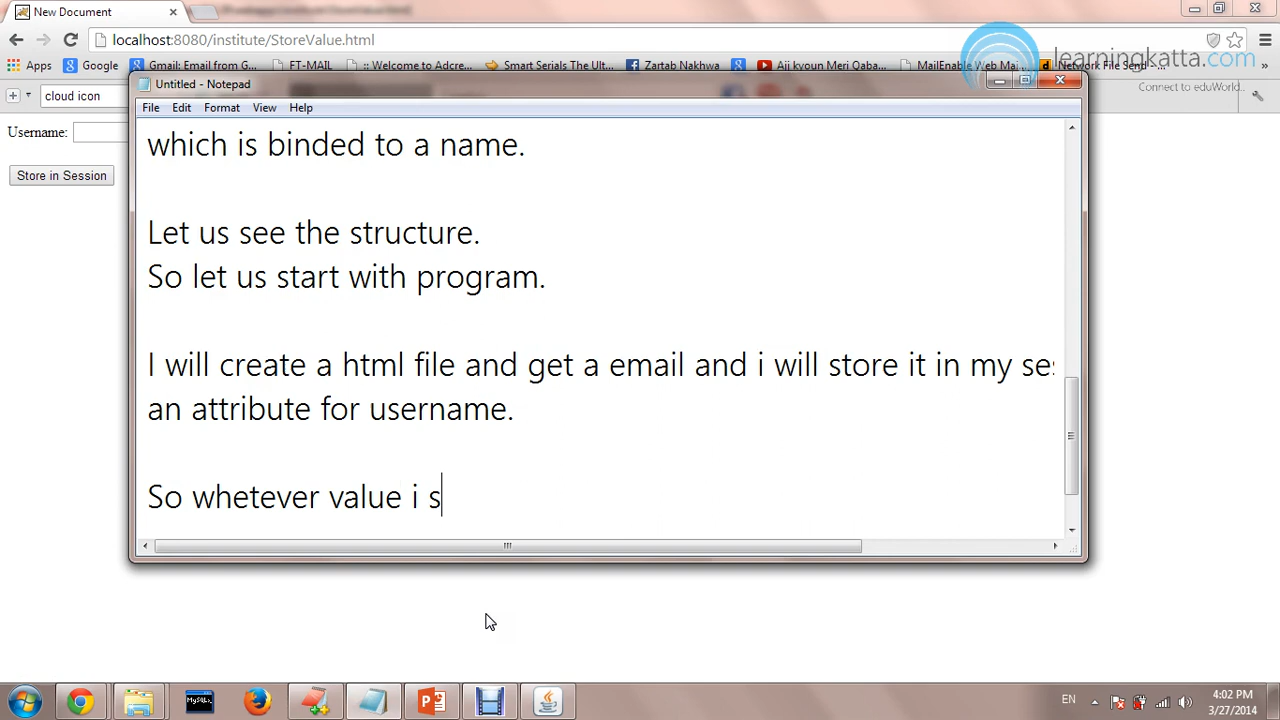 New Document
localhost:8080/institute/StoreValue.html
Apps
Google
Gmail: Email from G...
FT-MAIL
:: Welcome to Adcre...
Smart Serials The Ult...
Zartab Nakhwa
Aji kyoun Meri Qaba...
MailEnable Web Mai...
Network File Send -...
»
learningkatta.com
Connect to eduWorld..
cloud icon
Username:
Store in Session
Untitled - Notepad
File Edit Format View Help
which is binded to a name.
Let us see the structure.
So let us start with program.
I will create a html file and get a email and i will store it in my ses
an attribute for username.
So whetever value i s
MySQL
EN
4:02 PM
3/27/2014